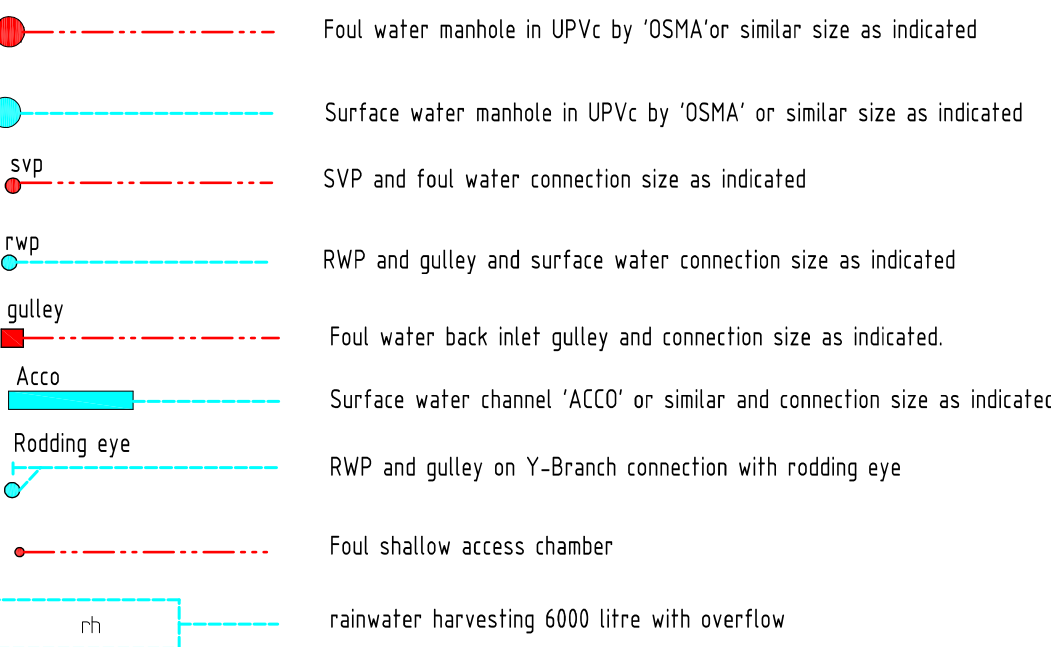 Foul water manhole in UPVc by 'OSMA'or similar size as indicated
Surface water manhole in UPVc by 'OSMA' or similar size as indicated
svp
SVP and foul water connection size as indicated
rwp
RWP and gulley and surface water connection size as indicated
gulley
Foul water back inlet gulley and connection size as indicated.
Acco
Surface water channel 'ACCO' or similar and connection size as indicated
Rodding eye
RWP and gulley on Y-Branch connection with rodding eye
Foul shallow access chamber
rh
rainwater harvesting 6000 litre with overflow